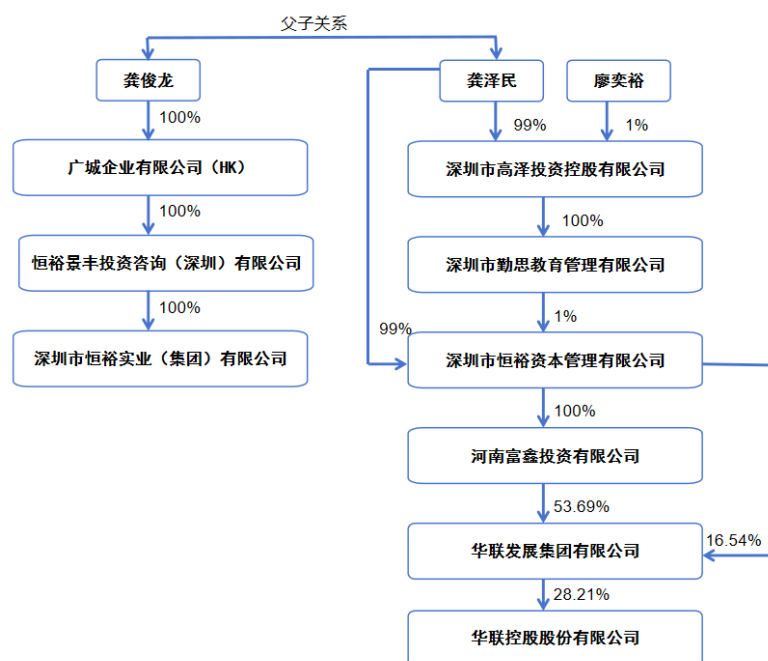 父子关系
龚俊龙
龚泽民
廖奕裕
100%
99%
1%
广城企业有限公司（HK）
深圳市高泽投资控股有限公司
100%
100%
恒裕景丰投资咨询（深圳）有限公司
深圳市勤思教育管理有限公司
100%
1%
99%
深圳市恒裕实业（集团）有限公司
深圳市恒裕资本管理有限公司
100%
河南富鑫投资有限公司
53.69%
16.54%
华联发展集团有限公司
28.21%
华联控股股份有限公司